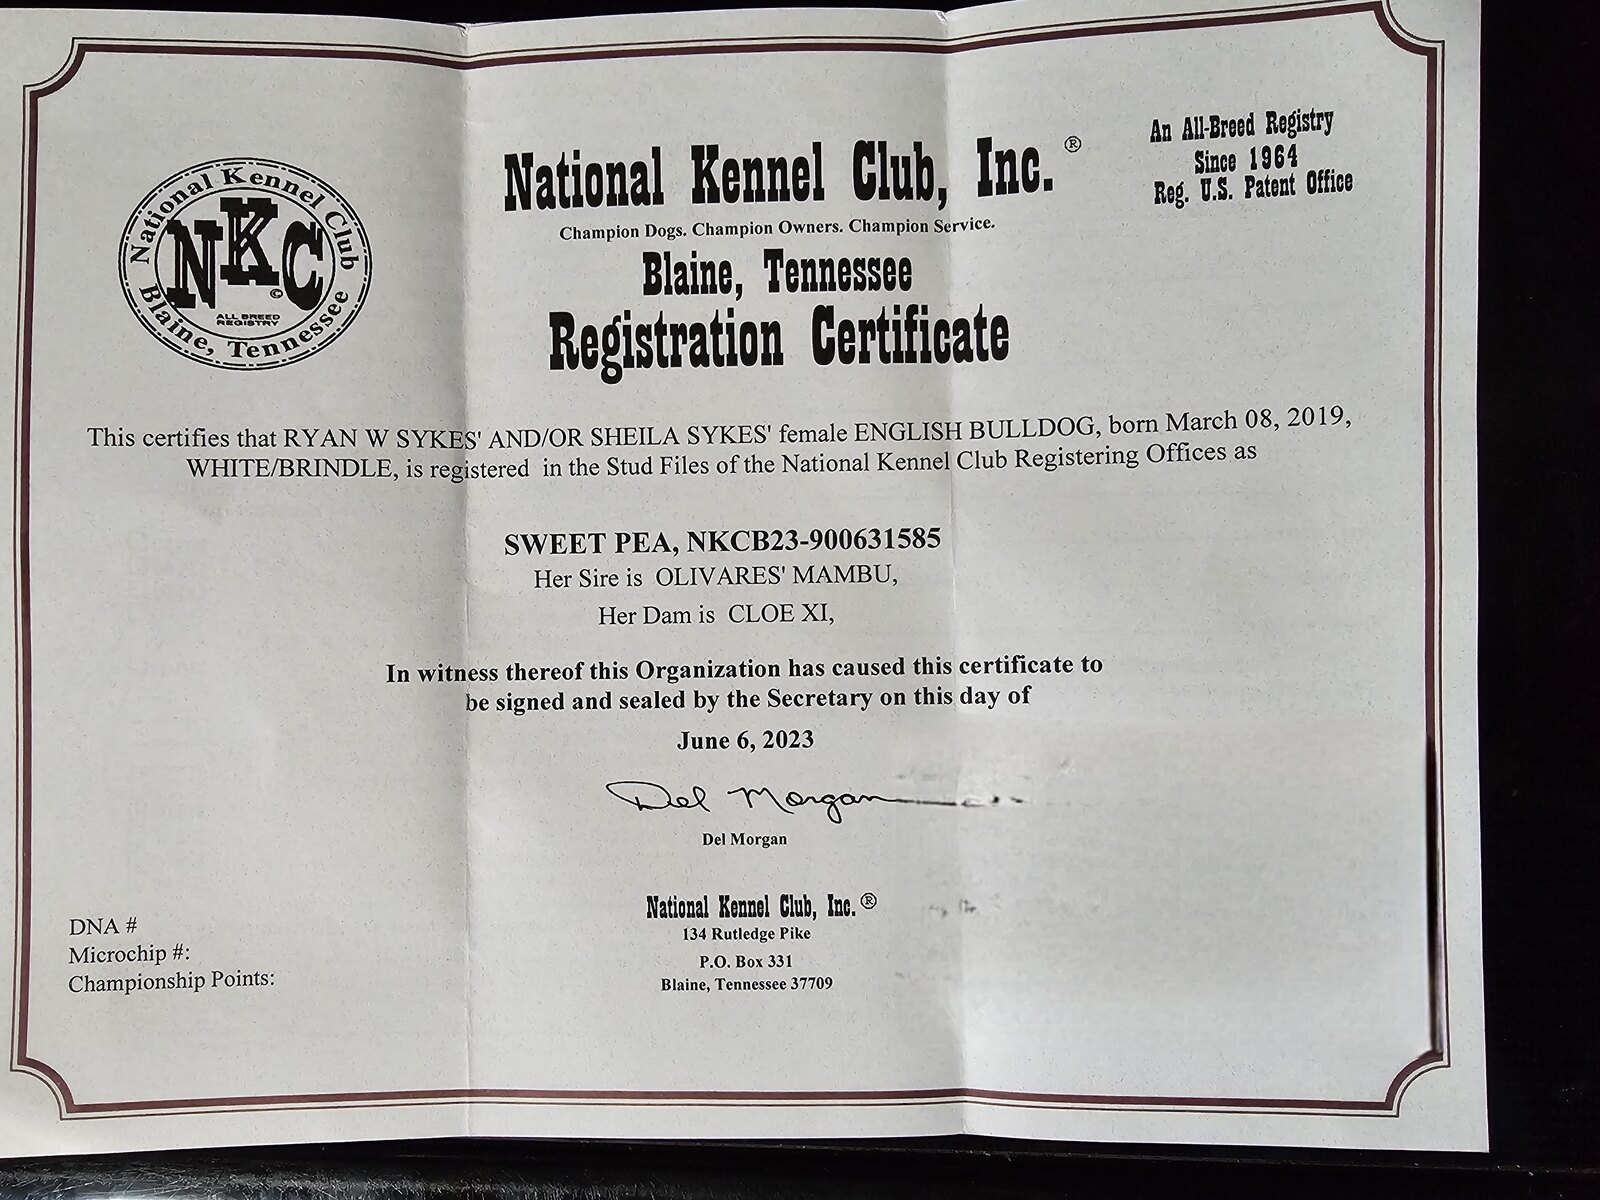 National Kennel Club
NKC
©
ALL BREED
REGISTRY
Blaine, Tennessee
National Kennel Club, Inc. ®
Champion Dogs. Champion Owners. Champion Service.
Blaine, Tennessee
Registration Certificate
An All-Breed Registry
Since 1964
Reg. U.S. Patent Office
This certifies that RYAN W SYKES' AND/OR SHEILA SYKES' female ENGLISH BULLDOG, born March 08, 2019,
WHITE/BRINDLE, is registered in the Stud Files of the National Kennel Club Registering Offices as
SWEET PEA, NKCB23-900631585
Her Sire is OLIVARES' MAMBU,
Her Dam is CLOE XI,
In witness thereof this Organization has caused this certificate to
be signed and sealed by the Secretary on this day of
June 6, 2023
Del Morgan
Del Morgan
National Kennel Club, Inc. ®
134 Rutledge Pike
P.O. Box 331
Blaine, Tennessee 37709
DNA #
Microchip #:
Championship Points: